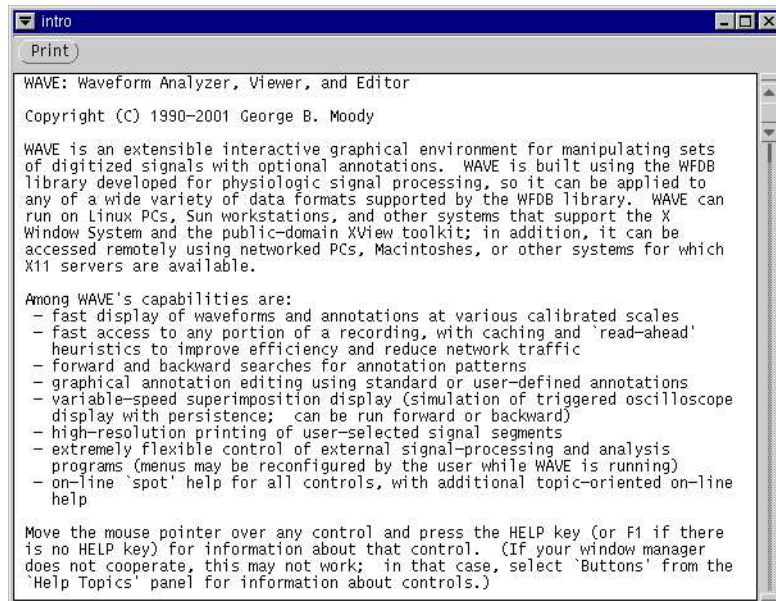 intro
Print
WAVE: Waveform Analyzer, Viewer, and Editor
Copyright (C) 1990-2001 George B. Moody
WAVE is an extensible interactive graphical environment for manipulating sets
of digitized signals with optional annotations.  WAVE is built using the WFDB
library developed for physiologic signal processing, so it can be applied to
any of a wide variety of data formats supported by the WFDB library.  WAVE can
run on Linux PCs, Sun workstations, and other systems that support the X
Window System and the public-domain XView toolkit; in addition, it can be
accessed remotely using networked PCs, Macintoshes, or other systems for which
X11 servers are available.
Among WAVE's capabilities are:
- fast display of waveforms and annotations at various calibrated scales
- fast access to any portion of a recording, with caching and `read-ahead'
heuristics to improve efficiency and reduce network traffic
- forward and backward searches for annotation patterns
- graphical annotation editing using standard or user-defined annotations
- variable-speed superimposition display (simulation of triggered oscilloscope
display with persistence;  can be run forward or backward)
- high-resolution printing of user-selected signal segments
- extremely flexible control of external signal-processing and analysis
programs (menus may be reconfigured by the user while WAVE is running)
- on-line `spot' help for all controls, with additional topic-oriented on-line
help
Move the mouse pointer over any control and press the HELP key (or F1 if there
is no HELP key) for information about that control.  (If your window manager
does not cooperate, this may not work;  in that case, select `Buttons' from the
`Help Topics' panel for information about controls.)